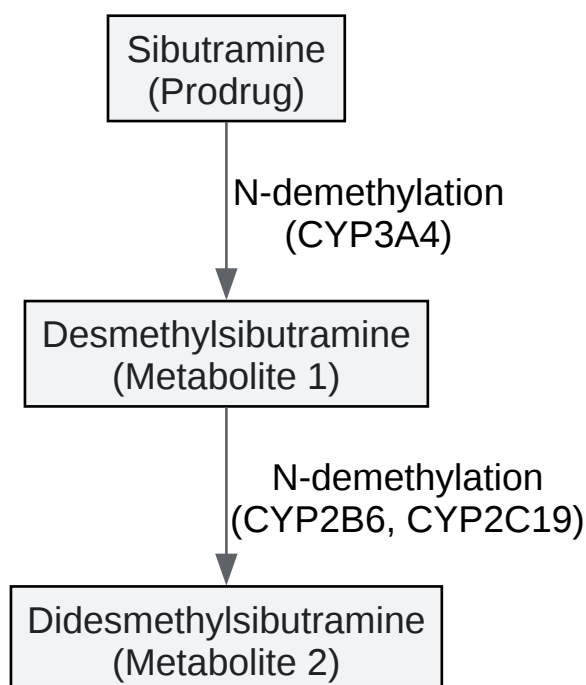 Sibutramine
(Prodrug)
N-demethylation
(CYP3A4)
Desmethylsibutramine
(Metabolite 1)
N-demethylation
(CYP2B6, CYP2C19)
Didesmethylsibutramine
(Metabolite 2)